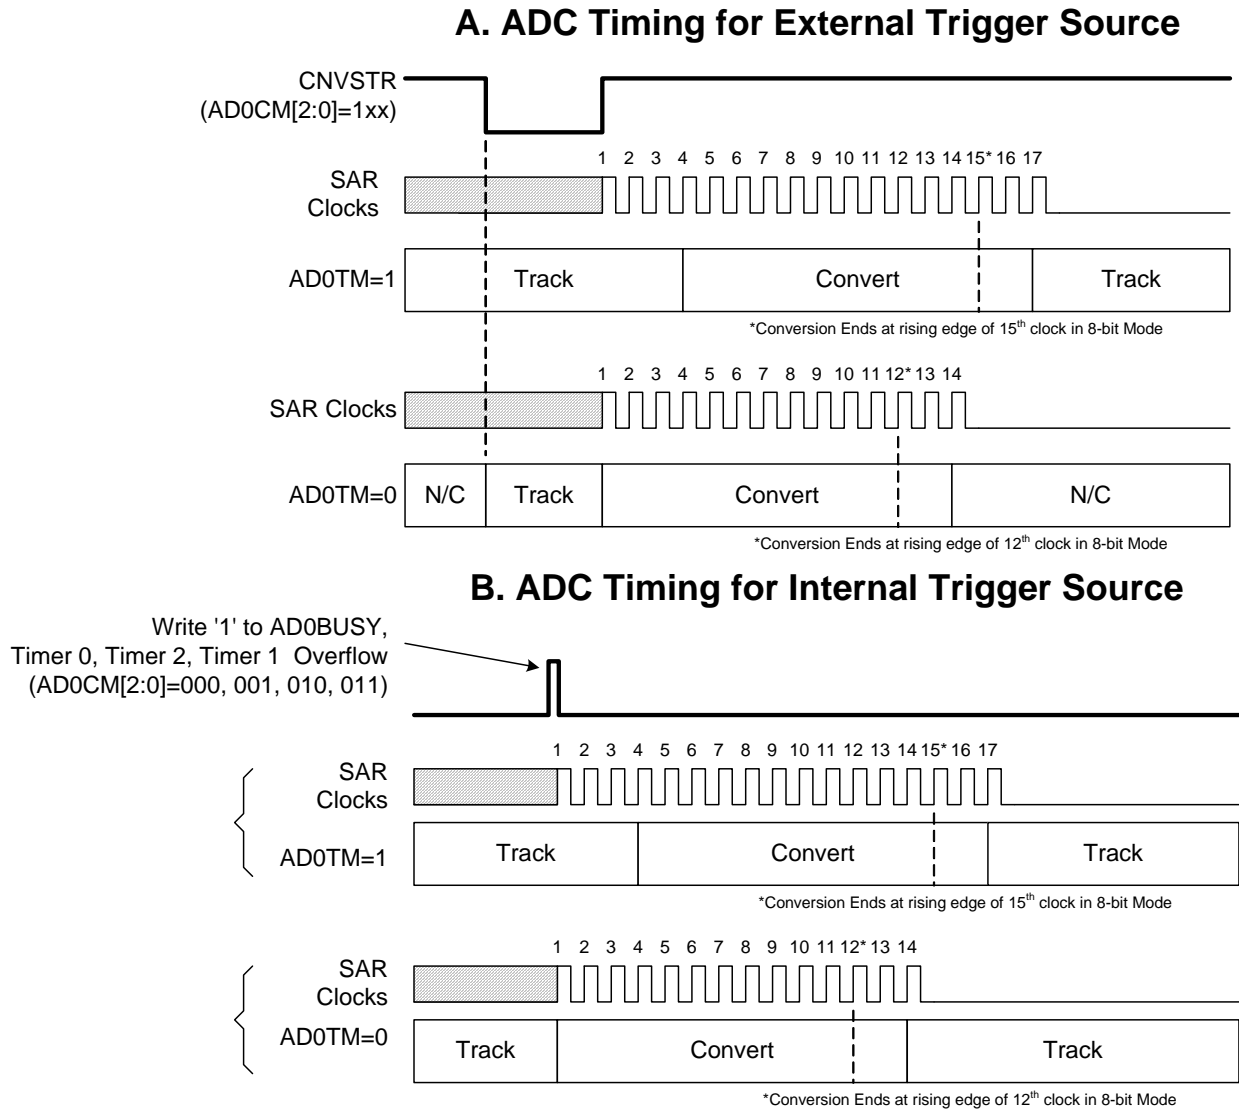 A. ADC Timing for External Trigger Source
CNVSTR
(AD0CM[2:0]=1xx)
1 2 3 4 5 6 7 8 9 10 11 12 13 14 15* 16 17
SAR
Clocks
AD0TM=1 Track Convert Track
*Conversion Ends at rising edge of 15th clock in 8-bit Mode
1 2 3 4 5 6 7 8 9 10 11 12* 13 14
SAR Clocks
AD0TM=0 N/C Track Convert N/C
*Conversion Ends at rising edge of 12th clock in 8-bit Mode
B. ADC Timing for Internal Trigger Source
Write '1' to AD0BUSY,
Timer 0, Timer 2, Timer 1 Overflow
(AD0CM[2:0]=000, 001, 010, 011)
1 2 3 4 5 6 7 8 9 10 11 12 13 14 15* 16 17
SAR
Clocks
AD0TM=1 Track Convert Track
*Conversion Ends at rising edge of 15th clock in 8-bit Mode
1 2 3 4 5 6 7 8 9 10 11 12* 13 14
SAR
Clocks
AD0TM=0 Track Convert Track
*Conversion Ends at rising edge of 12th clock in 8-bit Mode